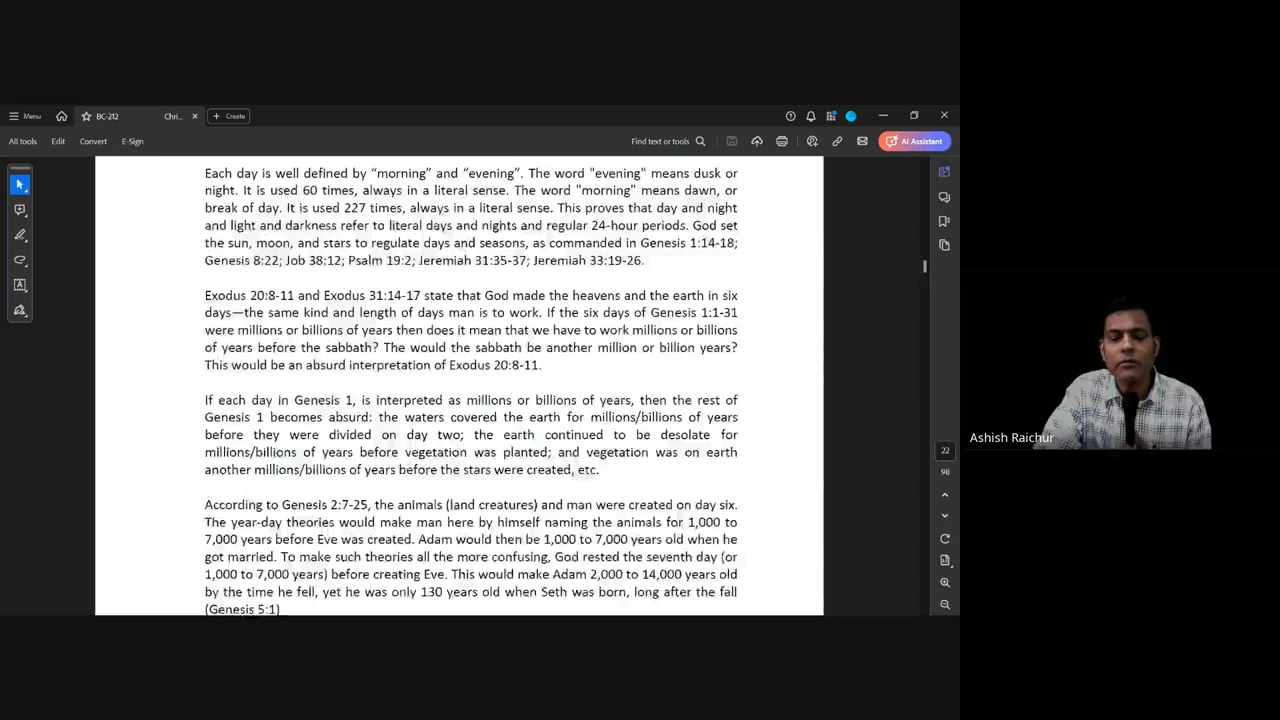 Menu
BC-212
Chri...
Create
All tools
Edit
Convert
E-Sign
Find text or tools
AI Assistant
Each day is well defined by “morning” and “evening”. The word "evening" means dusk or
night. It is used 60 times, always in a literal sense. The word "morning" means dawn, or
break of day. It is used 227 times, always in a literal sense. This proves that day and night
and light and darkness refer to literal days and nights and regular 24-hour periods. God set
the sun, moon, and stars to regulate days and seasons, as commanded in Genesis 1:14-18;
Genesis 8:22; Job 38:12; Psalm 19:2; Jeremiah 31:35-37; Jeremiah 33:19-26.
Exodus 20:8-11 and Exodus 31:14-17 state that God made the heavens and the earth in six
days—the same kind and length of days man is to work. If the six days of Genesis 1:1-31
were millions or billions of years then does it mean that we have to work millions or billions
of years before the sabbath? The would the sabbath be another million or billion years?
This would be an absurd interpretation of Exodus 20:8-11.
If each day in Genesis 1, is interpreted as millions or billions of years, then the rest of
Genesis 1 becomes absurd: the waters covered the earth for millions/billions of years
before they were divided on day two; the earth continued to be desolate for
millions/billions of years before vegetation was planted; and vegetation was on earth
another millions/billions of years before the stars were created, etc.
According to Genesis 2:7-25, the animals (land creatures) and man were created on day six.
The year-day theories would make man here by himself naming the animals for 1,000 to
7,000 years before Eve was created. Adam would then be 1,000 to 7,000 years old when he
got married. To make such theories all the more confusing, God rested the seventh day (or
1,000 to 7,000 years) before creating Eve. This would make Adam 2,000 to 14,000 years old
by the time he fell, yet he was only 130 years old when Seth was born, long after the fall
(Genesis 5:1)
22
98
Ashish Raichur